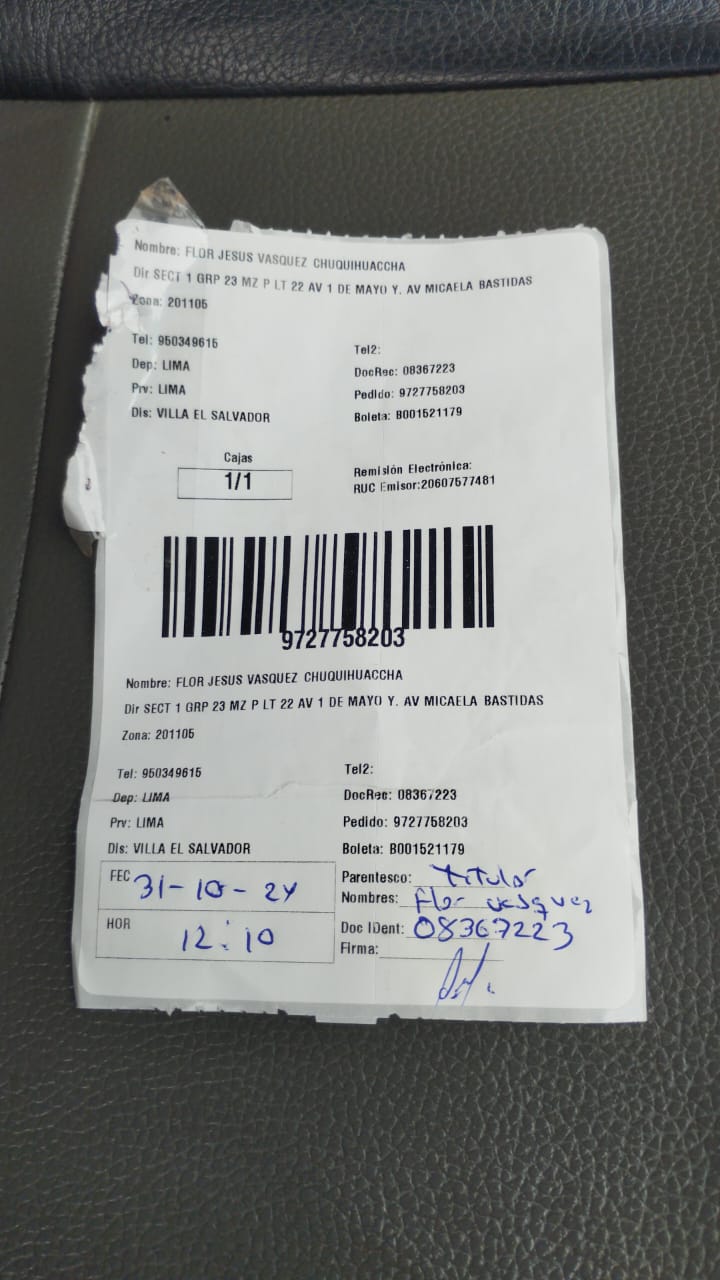 Nombre: FLOR JESUS VASQUEZ CHUQUIHUACCHA
Dir SECT 1 GRP 23 MZ P LT 22 AV 1 DE MAYO Y. AV MICAELA BASTIDAS
Zona: 201105
Tel: 950349615
Tel2:
Dep: LIMA
DocRec: 08367223
Prv: LIMA
Pedido: 9727758203
Dis: VILLA EL SALVADOR
Boleta: B001521179
Cajas
1/1
Remisión Electrónica:
RUC Emisor:20607577481
9727758203
Nombre: FLOR JESUS VASQUEZ CHUQUIHUACCHA
Dir SECT 1 GRP 23 MZ P LT 22 AV 1 DE MAYO Y. AV MICAELA BASTIDAS
Zona: 201105
Tel: 950349615
Tel2:
Dep: LIMA
DocRec: 08367223
Prv: LIMA
Pedido: 9727758203
Dis: VILLA EL SALVADOR
Boleta: B001521179
FEC 31-10-24
Parentesco: titular
Nombres: Flor vasquez
HOR 12:10
Doc IDent: 08367223
Firma: